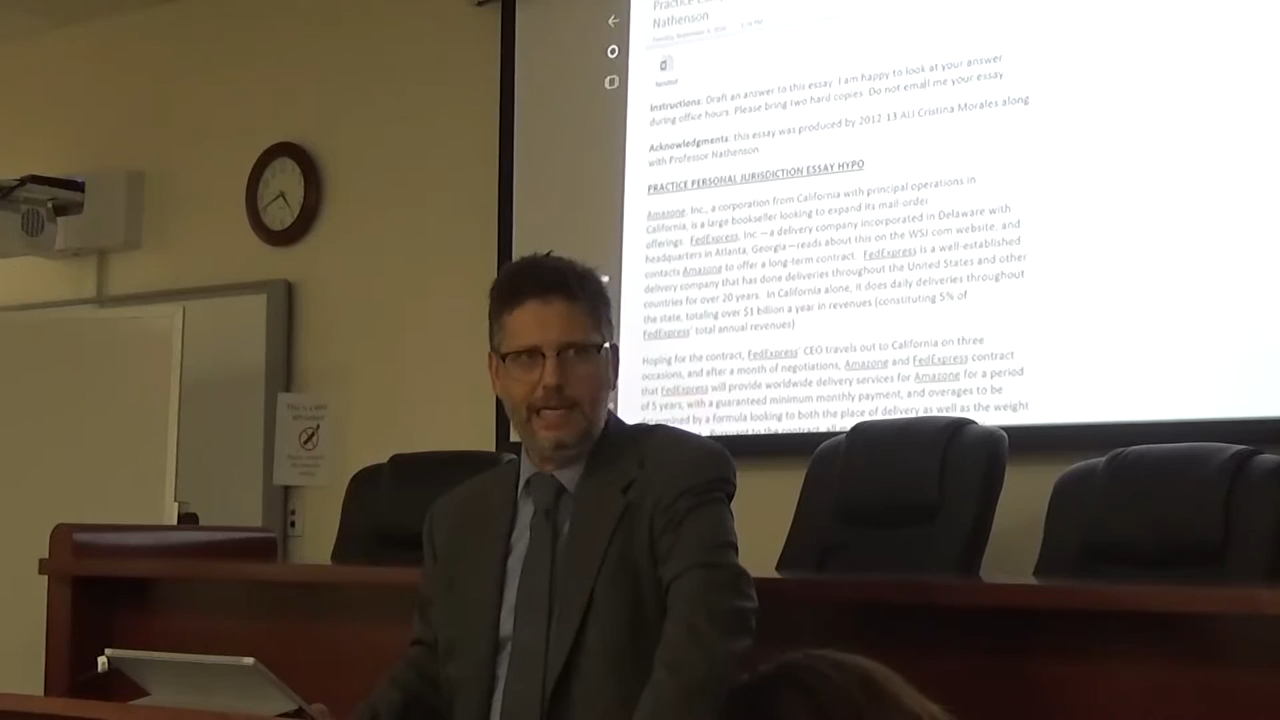 Practice
Nathenson
Instructions: Draft an answer to this essay. I am happy to look at your answer
during office hours. Please bring two hard copies. Do not email me your essay
Acknowledgments: this essay was produced by 2012-13 ALI Cristina Morales along
with Professor Nathenson
PRACTICE PERSONAL JURISDICTION ESSAY HYPO
Amazone, Inc., a corporation from California with principal operations in
California, is a large bookseller looking to expand its mail-order
offerings. FedExpress, Inc —a delivery company incorporated in Delaware with
headquarters in Atlanta, Georgia—reads about this on the WSJ.com website, and
contacts Amazone to offer a long-term contract. FedExpress is a well-established
delivery company that has done deliveries throughout the United States and other
countries for over 20 years. In California alone, it does daily deliveries throughout
the state, totaling over $1 billion a year in revenues (constituting 5% of
FedExpress' total annual revenues)
Hoping for the contract, FedExpress' CEO travels out to California on three
occasions, and after a month of negotiations, Amazone and FedExpress contract
that FedExpress will provide worldwide delivery services for Amazone for a period
of 5 years, with a guaranteed minimum monthly payment, and overages to be
determined by a formula looking to both the place of delivery as well as the weight
Pursuant to the contract, all
This is a